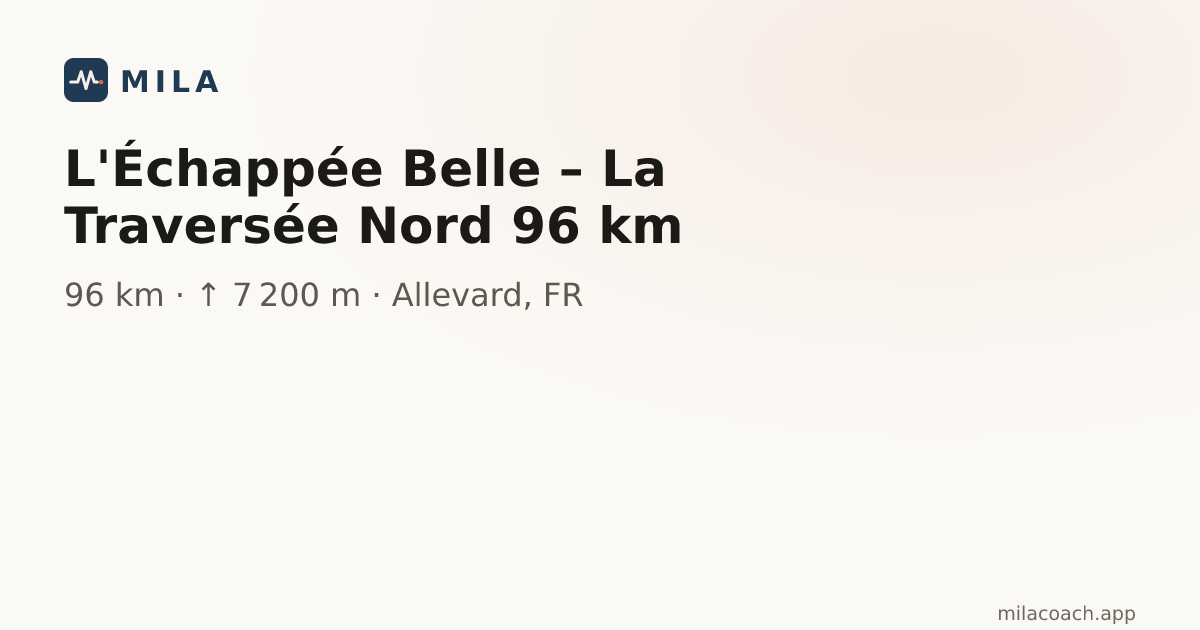 MILA
L'Échappée Belle – La
Traversée Nord 96 km
96 km · ↑ 7 200 m · Allevard, FR
milacoach.app